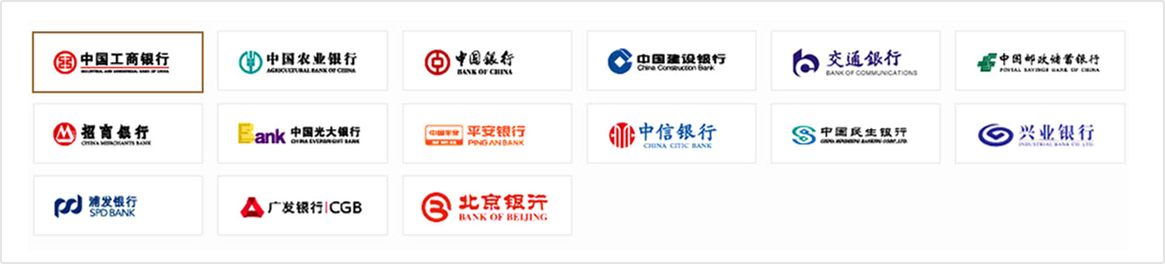 中国工商银行
INDUSTRIAL AND COMMERCIAL BANK OF CHINA
中国农业银行
AGRICULTURAL BANK OF CHINA
中国银行
BANK OF CHINA
中国建设银行
China Construction Bank
交通银行
BANK OF COMMUNICATIONS
中国邮政储蓄银行
POSTAL SAVINGS BANK OF CHINA
招商银行
CHINA MERCHANTS BANK
Bank
中国光大银行
CHINA EVERBRIGHT BANK
中国平安
平安银行
PING AN BANK
中信银行
CHINA CITIC BANK
中国民生银行
CHINA MINSHENG BANKING CORP.,LTD.
兴业银行
INDUSTRIAL BANK CO.,LTD.
浦发银行
SPD BANK
广发银行|CGB
北京银行
BANK OF BEIJING